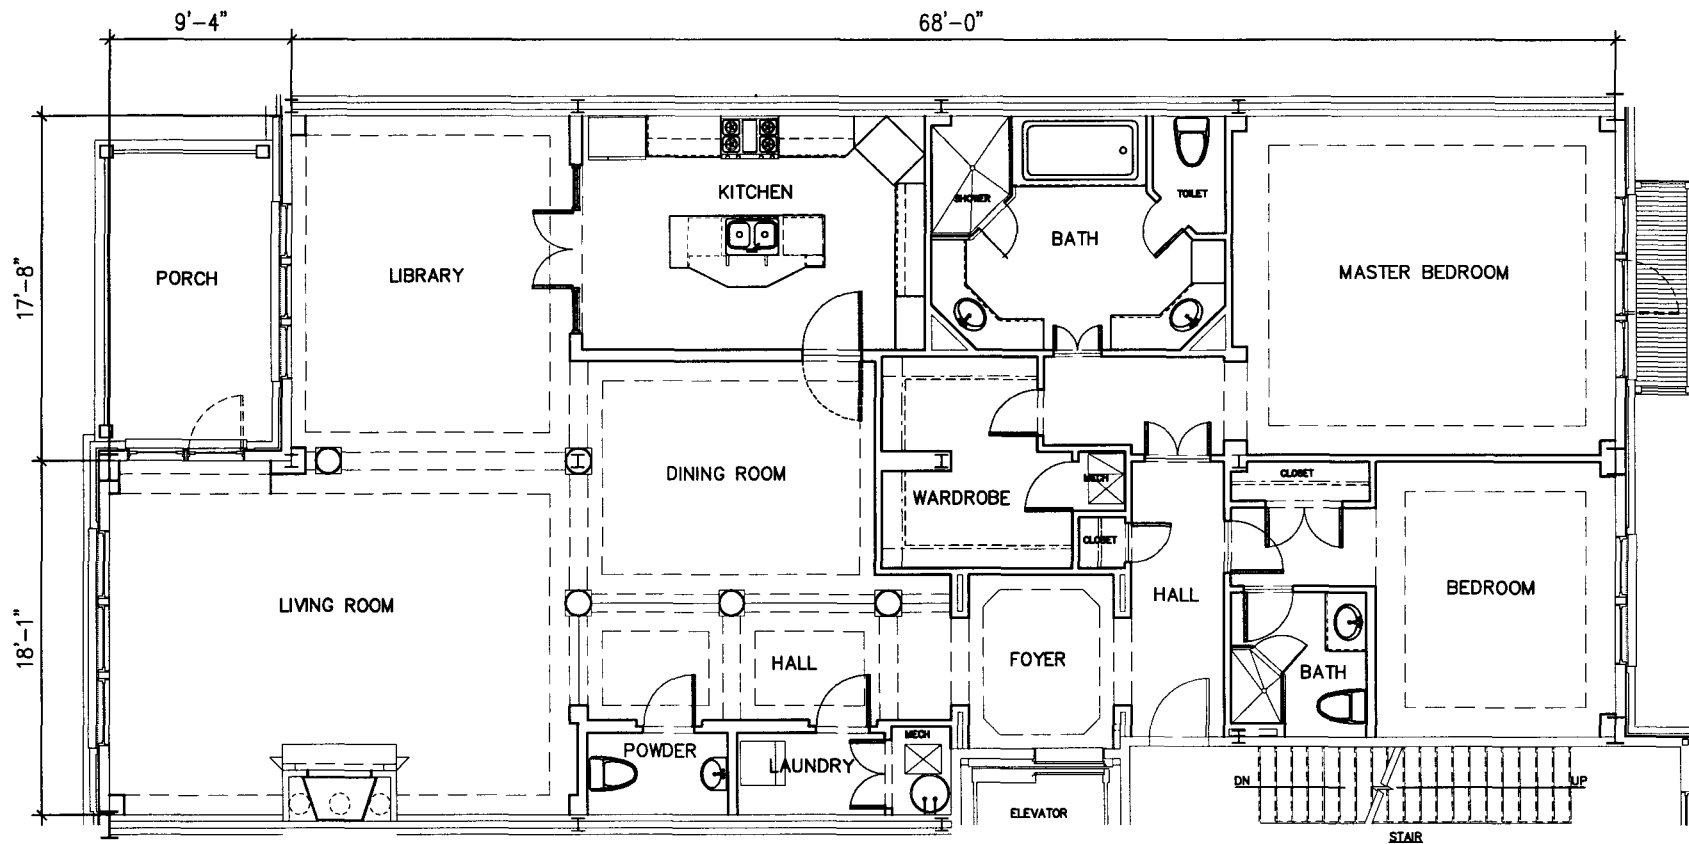 9'-4"
68'-0"
17'-8"
18'-1"
PORCH
LIBRARY
KITCHEN
SHOWER
BATH
TOILET
MASTER BEDROOM
DINING ROOM
WARDROBE
MECH
CLOSET
CLOSET
LIVING ROOM
HALL
FOYER
HALL
BEDROOM
BATH
POWDER
LAUNDRY
MECH
ELEVATOR
DN
UP
STAIR